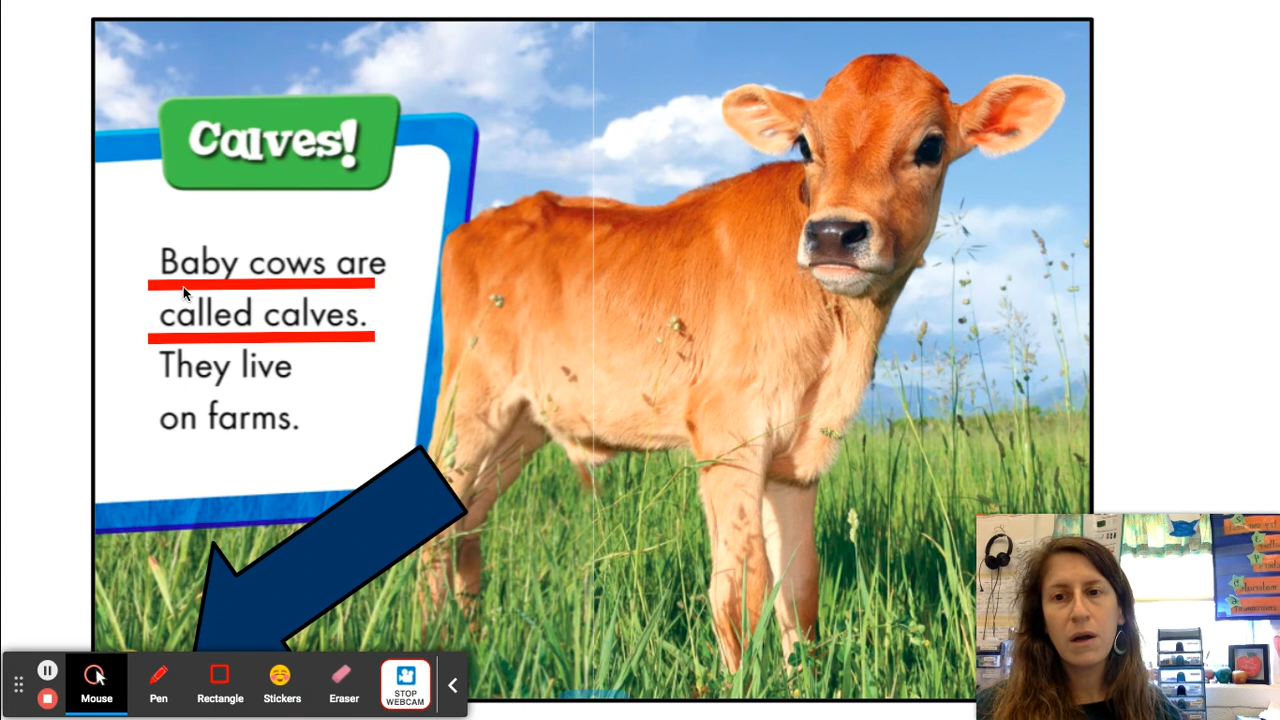 Calves!
Baby cows are
called calves.
They live
on farms.
Mouse
Pen
Rectangle
Stickers
Eraser
STOP
WEBCAM